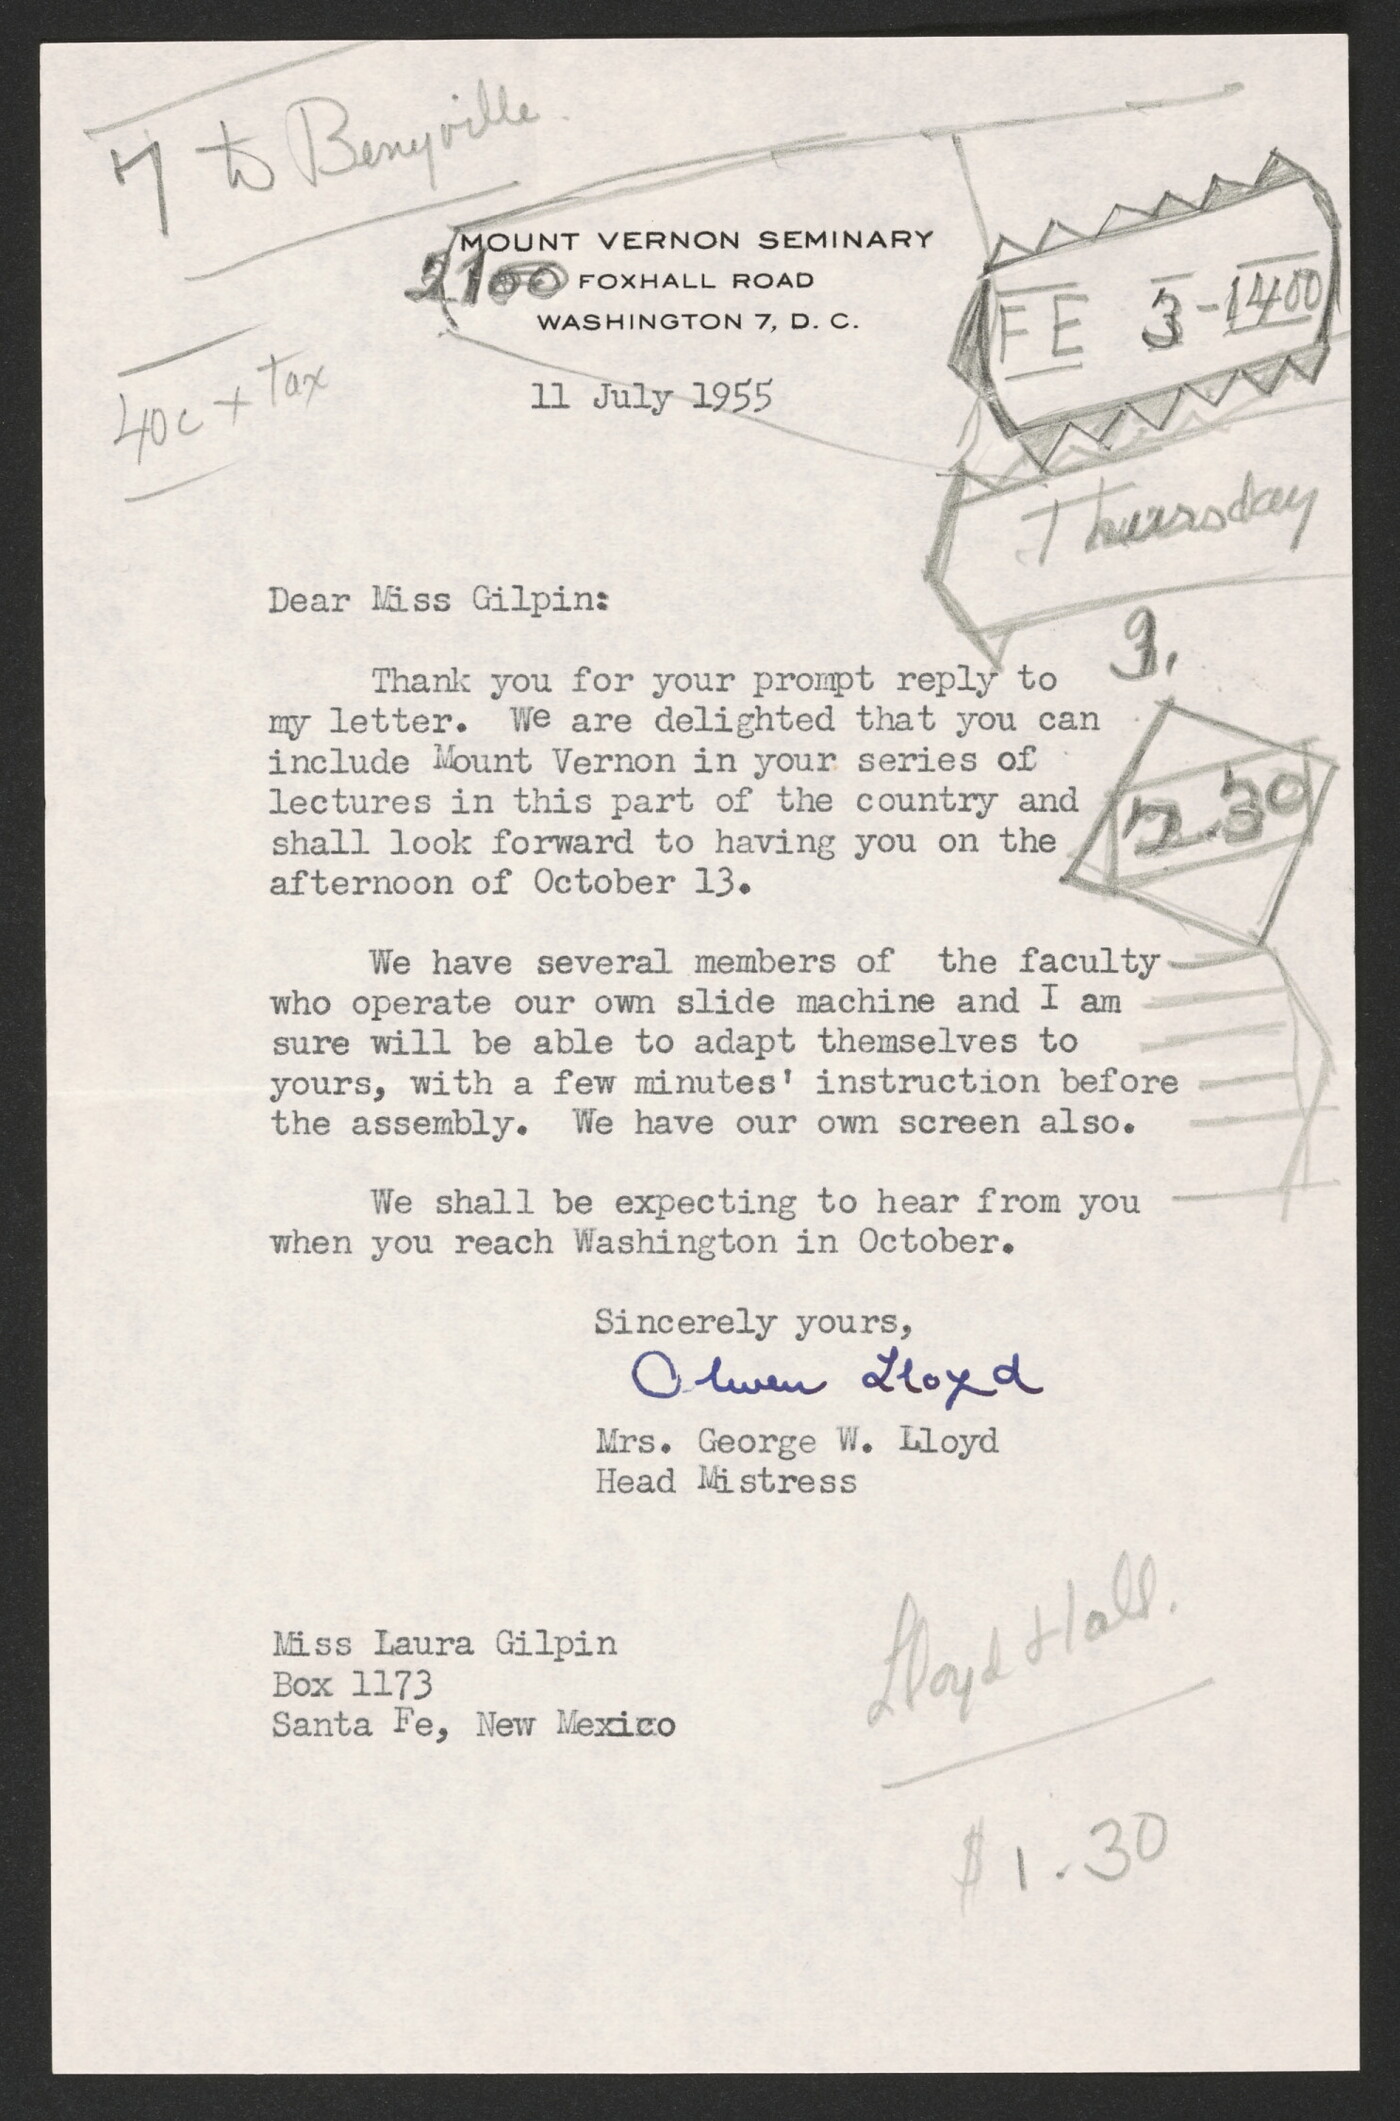 7 to Berryville.
MOUNT VERNON SEMINARY
2100 FOXHALL ROAD
WASHINGTON 7, D. C.
FE 3-1400
40c + tax
11 July 1955
Thursday
Dear Miss Gilpin:
3.
Thank you for your prompt reply to
my letter. We are delighted that you can
include Mount Vernon in your series of
lectures in this part of the country and
2.30
shall look forward to having you on the
afternoon of October 13.
We have several members of the faculty
who operate our own slide machine and I am
sure will be able to adapt themselves to
yours, with a few minutes' instruction before
the assembly. We have our own screen also.
We shall be expecting to hear from you
when you reach Washington in October.
Sincerely yours,
Olwen Lloyd
Mrs. George W. Lloyd
Head Mistress
Lloyd Hall.
Miss Laura Gilpin
Box 1173
Santa Fe, New Mexico
$1.30